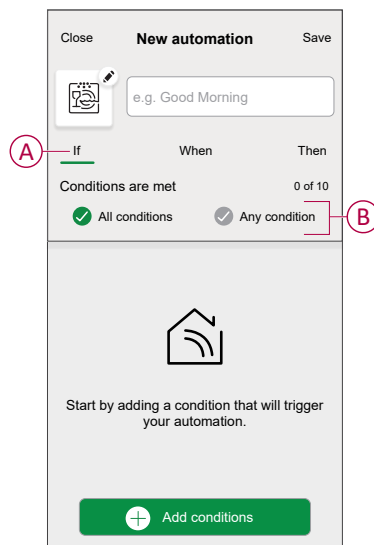 Close New automation Save
e.g. Good Morning
A If When Then
Conditions are met 0 of 10
All conditions Any condition B
Start by adding a condition that will trigger
your automation.
Add conditions